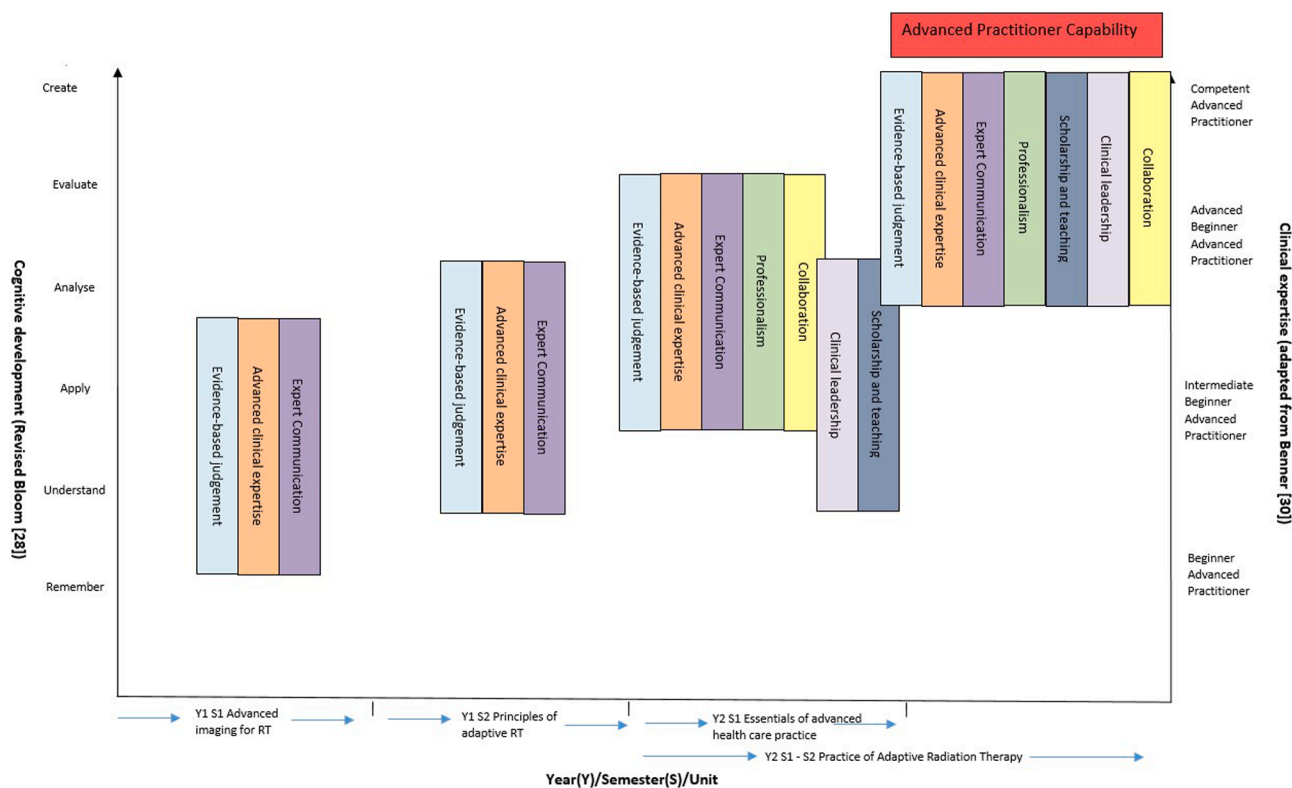 Advanced Practitioner Capability
Create
Evaluate
Analyse
Apply
Understand
Remember
Cognitive development (Revised Bloom [28])
Evidence-based judgement
Advanced clinical expertise
Expert Communication
Evidence-based judgement
Advanced clinical expertise
Expert Communication
Evidence-based judgement
Advanced clinical expertise
Expert Communication
Professionalism
Collaboration
Clinical leadership
Scholarship and teaching
Evidence-based judgement
Advanced clinical expertise
Expert Communication
Professionalism
Scholarship and teaching
Clinical leadership
Collaboration
Competent
Advanced
Practitioner
Advanced
Beginner
Advanced
Practitioner
Intermediate
Beginner
Advanced
Practitioner
Beginner
Advanced
Practitioner
Clinical expertise (adapted from Benner [30])
Y1 S1 Advanced
imaging for RT
Y1 S2 Principles of
adaptive RT
Y2 S1 Essentials of advanced
health care practice
Y2 S1 - S2 Practice of Adaptive Radiation Therapy
Year(Y)/Semester(S)/Unit